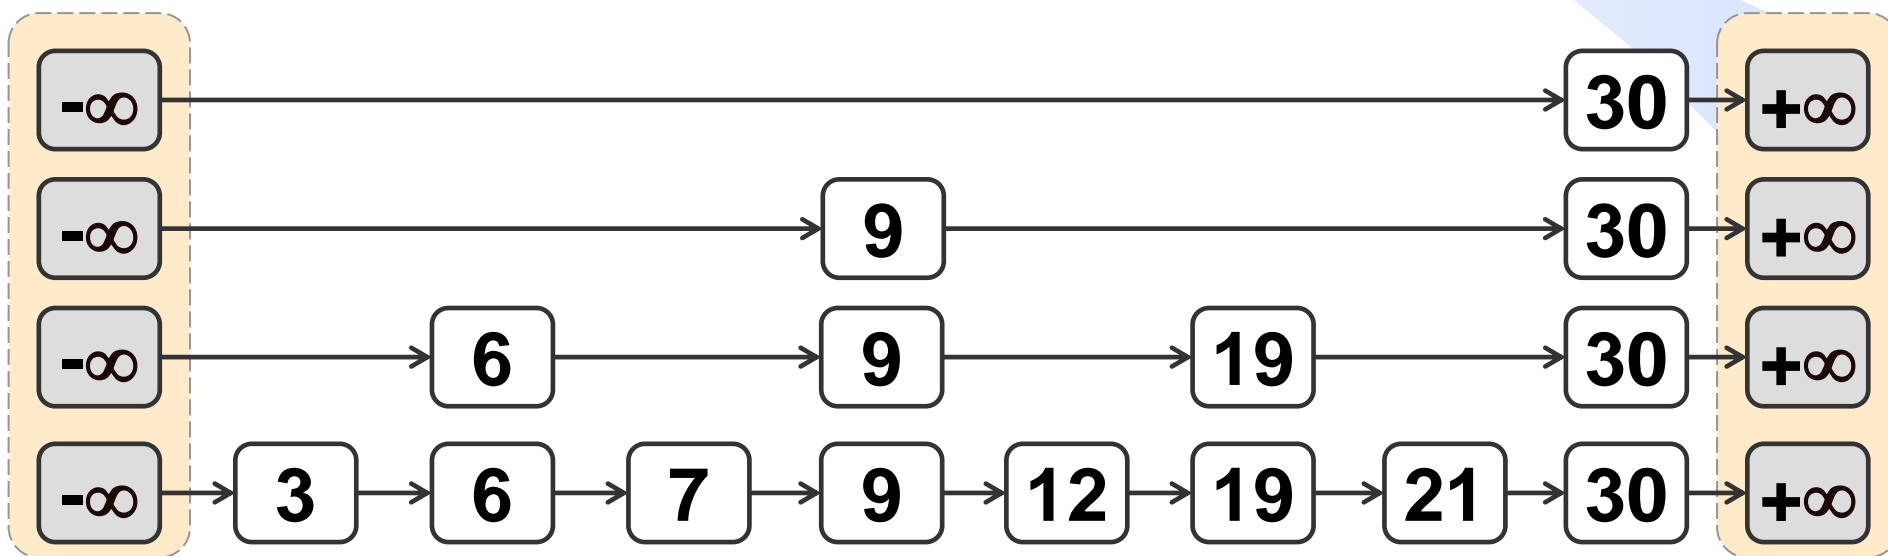 -∞ 30 +∞
-∞ 9 30 +∞
-∞ 6 9 19 30 +∞
-∞ 3 6 7 9 12 19 21 30 +∞